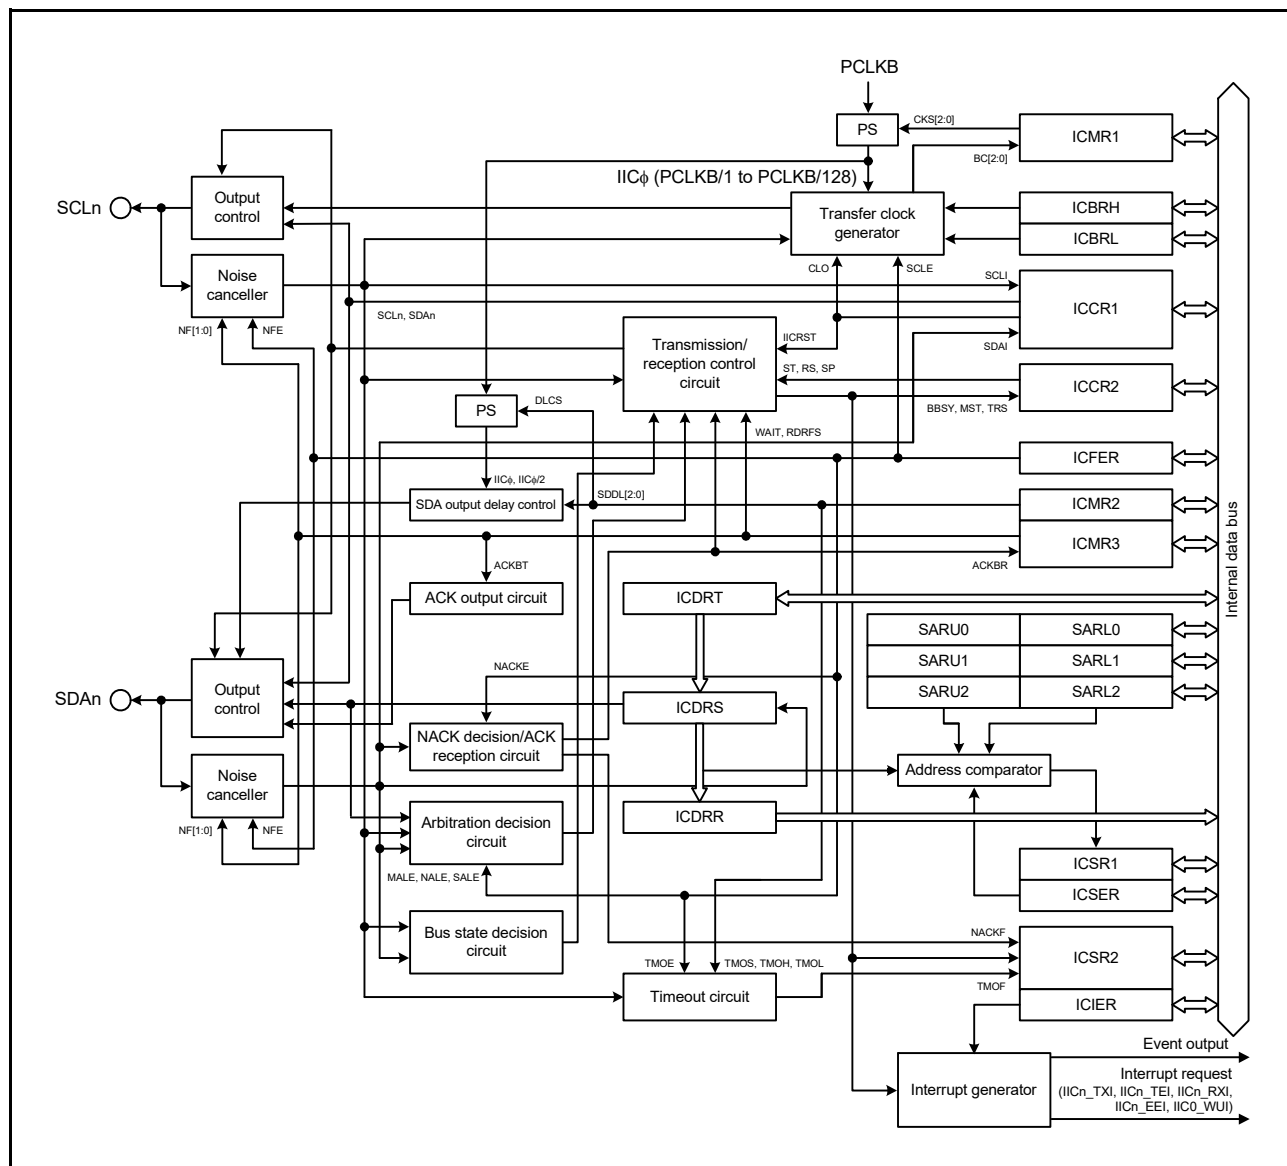 PCLKB
PS
CKS[2:0]
ICMR1
BC[2:0]
IICϕ (PCLKB/1 to PCLKB/128)
SCLn
Output
control
Transfer clock
generator
ICBRH
ICBRL
Noise
canceller
CLO
SCLE
SCLI
ICCR1
SCLn, SDAn
NF[1:0]
NFE
IICRST
SDAI
Transmission/
reception control
circuit
ST, RS, SP
ICCR2
BBSY, MST, TRS
PS
DLCS
WAIT, RDRFS
ICFER
IICϕ, IICϕ/2
SDA output delay control
SDDL[2:0]
ICMR2
ICMR3
ACKBT
ACKBR
Internal data bus
ACK output circuit
ICDRT
SARU0
SARL0
SARU1
SARL1
SARU2
SARL2
NACKE
SDAn
Output
control
ICDRS
NACK decision/ACK
reception circuit
Address comparator
Noise
canceller
ICDRR
NF[1:0]
NFE
Arbitration decision
circuit
MALE, NALE, SALE
ICSR1
ICSER
Bus state decision
circuit
NACKF
ICSR2
TMOE
TMOS, TMOH, TMOL
Timeout circuit
TMOF
ICIER
Event output
Interrupt generator
Interrupt request
(IICn_TXI, IICn_TEI, IICn_RXI,
IICn_EEI, IIC0_WUI)